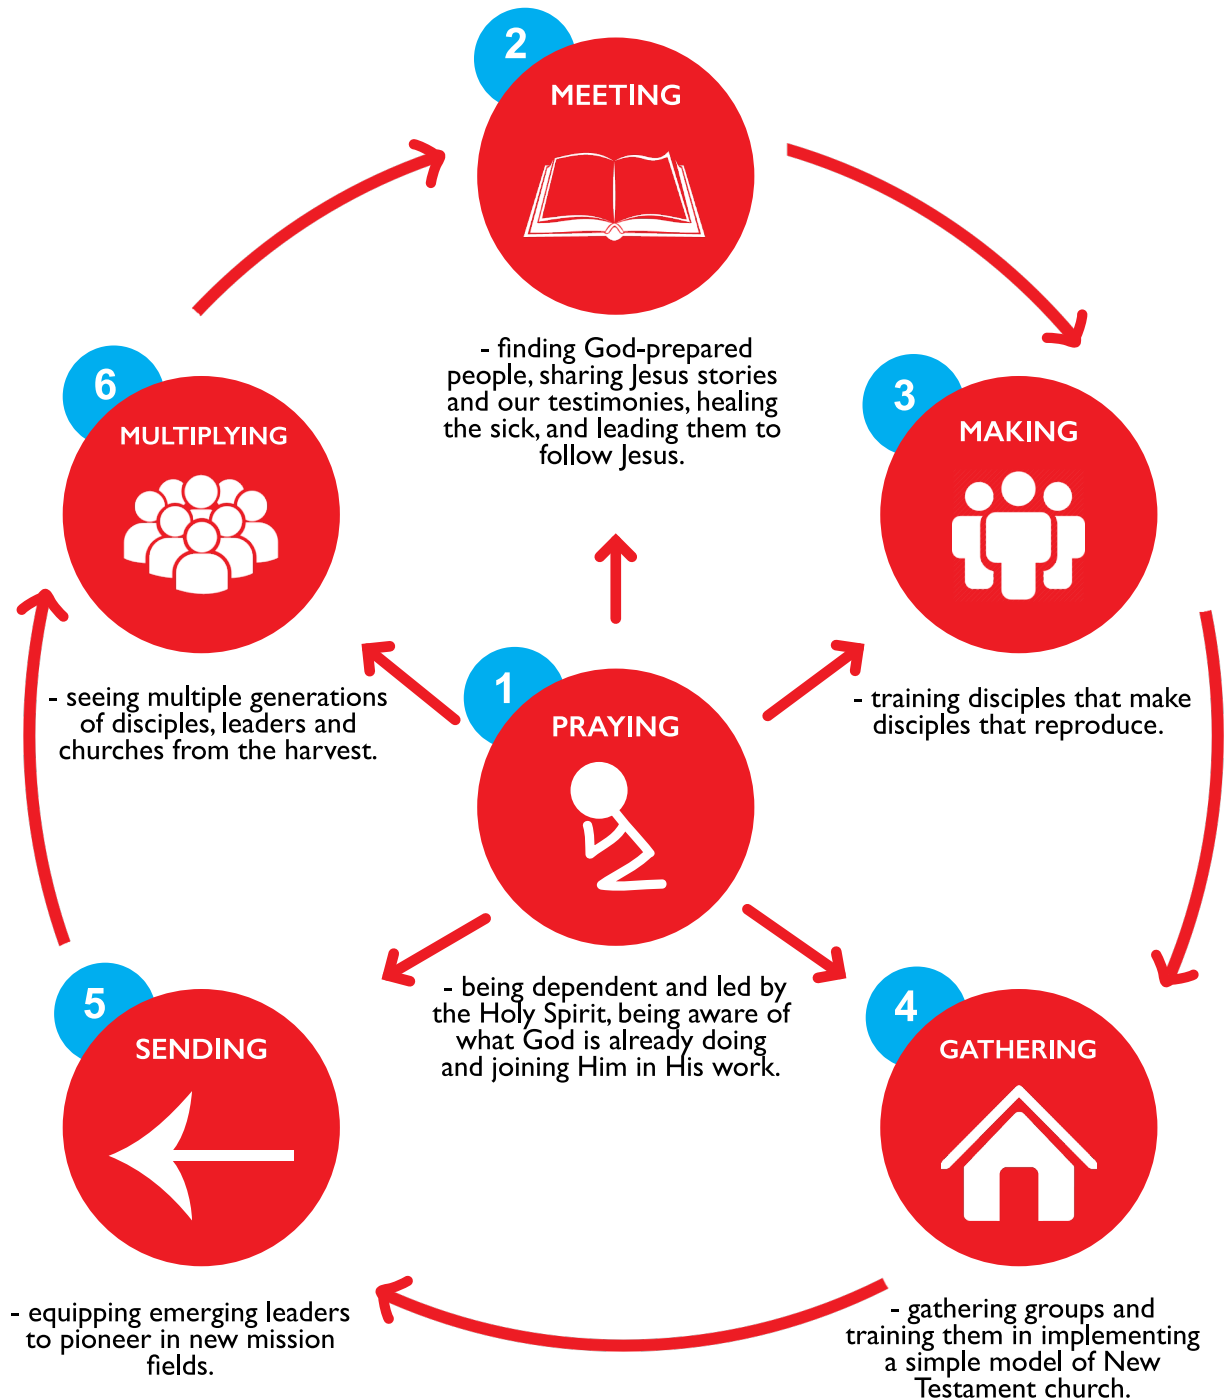 1
PRAYING
- being dependent and led by
the Holy Spirit, being aware of
what God is already doing
and joining Him in His work.
2
MEETING
- finding God-prepared
people, sharing Jesus stories
and our testimonies, healing
the sick, and leading them to
follow Jesus.
3
MAKING
- training disciples that make
disciples that reproduce.
4
GATHERING
- gathering groups and
training them in implementing
a simple model of New
Testament church.
5
SENDING
- equipping emerging leaders
to pioneer in new mission
fields.
6
MULTIPLYING
- seeing multiple generations
of disciples, leaders and
churches from the harvest.